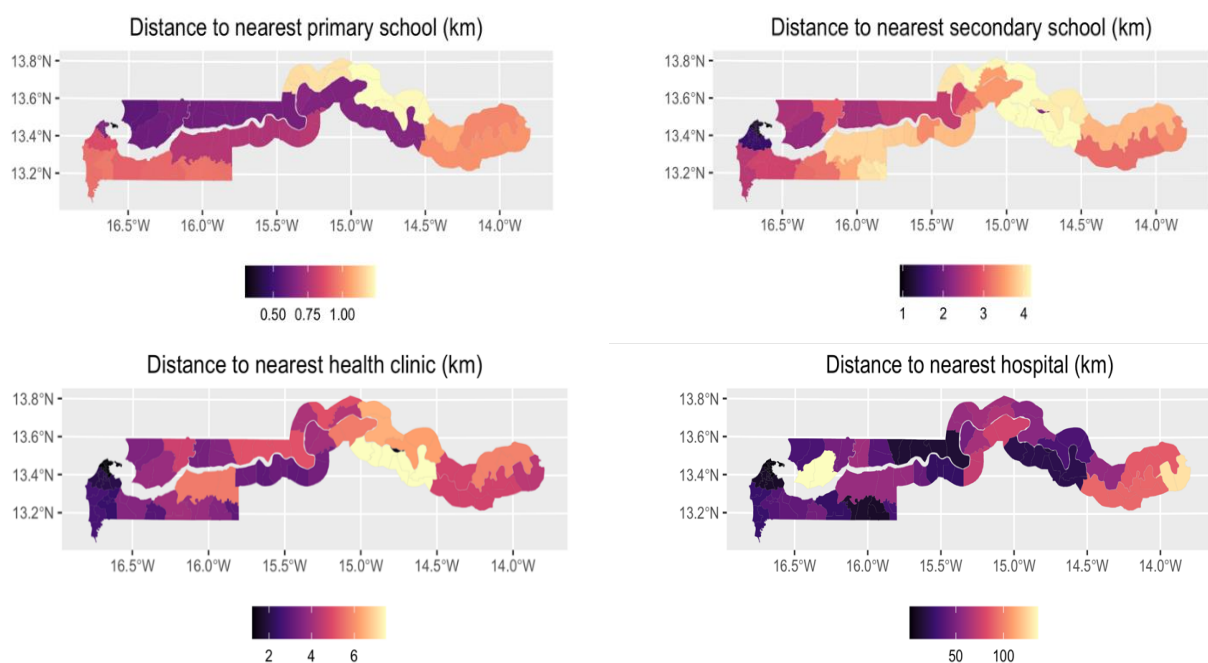 Distance to nearest primary school (km)
13.8°N
13.6°N
13.4°N
13.2°N
16.5°W 16.0°W 15.5°W 15.0°W 14.5°W 14.0°W
0.50 0.75 1.00
Distance to nearest secondary school (km)
13.8°N
13.6°N
13.4°N
13.2°N
16.5°W 16.0°W 15.5°W 15.0°W 14.5°W 14.0°W
1 2 3 4
Distance to nearest health clinic (km)
13.8°N
13.6°N
13.4°N
13.2°N
16.5°W 16.0°W 15.5°W 15.0°W 14.5°W 14.0°W
2 4 6
Distance to nearest hospital (km)
13.8°N
13.6°N
13.4°N
13.2°N
16.5°W 16.0°W 15.5°W 15.0°W 14.5°W 14.0°W
50 100